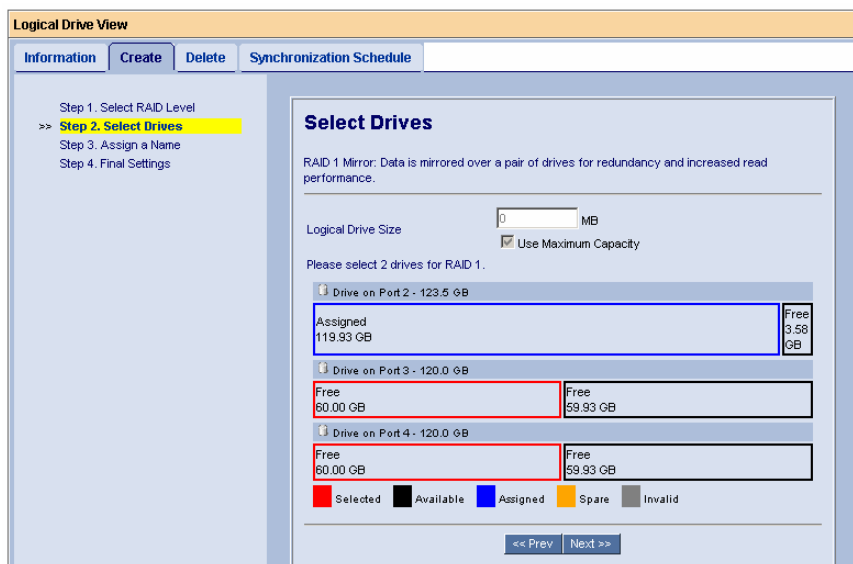 Logical Drive View
Information Create Delete Synchronization Schedule
Step 1. Select RAID Level
>> Step 2. Select Drives
Step 3. Assign a Name
Step 4. Final Settings
Select Drives
RAID 1 Mirror: Data is mirrored over a pair of drives for redundancy and increased read
performance.
Logical Drive Size 0 MB
Use Maximum Capacity
Please select 2 drives for RAID 1.
Drive on Port 2 - 123.5 GB
Assigned
119.93 GB
Free
3.58
GB
Drive on Port 3 - 120.0 GB
Free
60.00 GB
Free
59.93 GB
Drive on Port 4 - 120.0 GB
Free
60.00 GB
Free
59.93 GB
Selected Available Assigned Spare Invalid
<< Prev Next >>